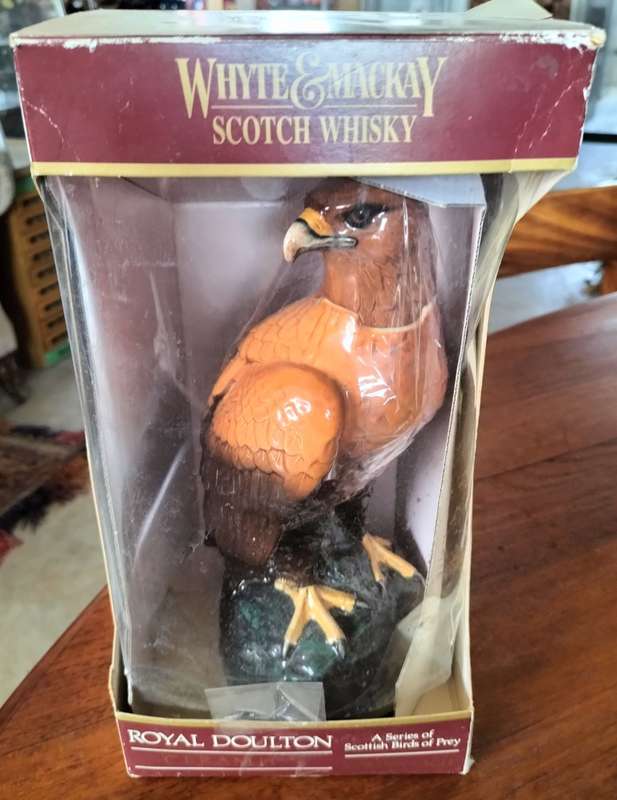 WHYTE & MACKAY
SCOTCH WHISKY
ROYAL DOULTON
A Series of
Scottish Birds of Prey